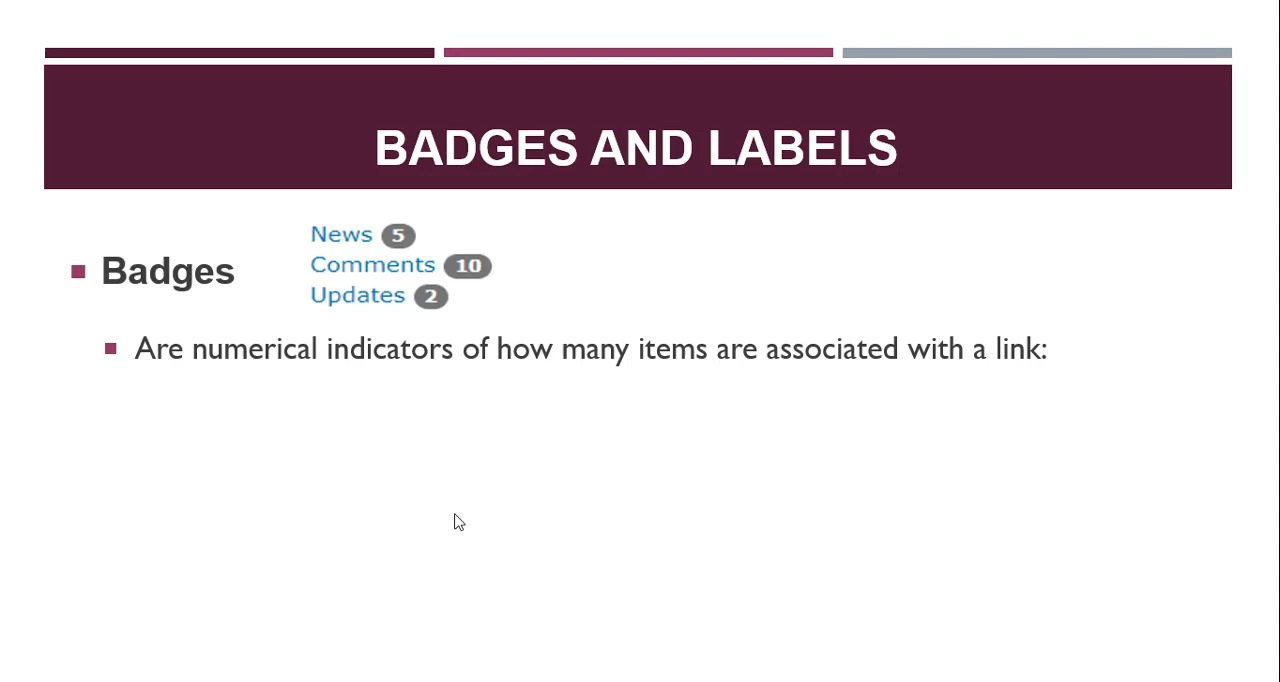 BADGES AND LABELS
News 5
Comments 10
Updates 2
Badges
Are numerical indicators of how many items are associated with a link: